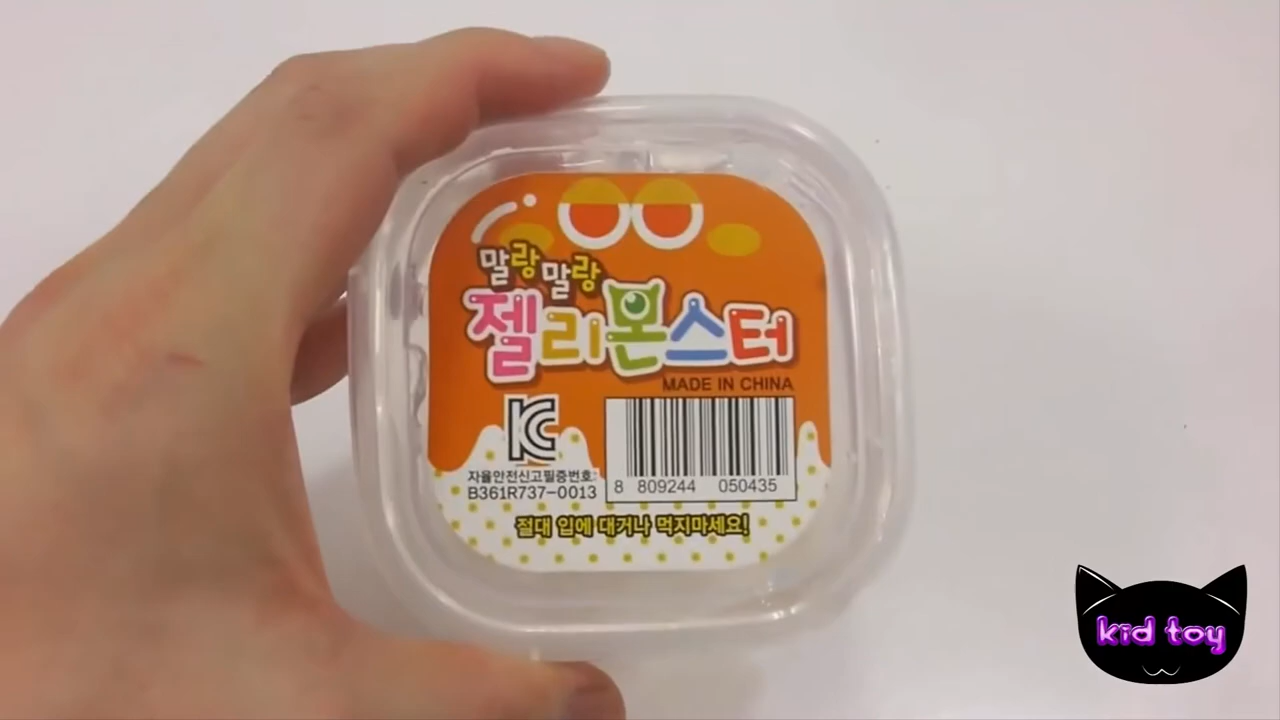 말랑말랑
젤리몬스터
MADE IN CHINA
KC
자율안전신고필증번호:
B361R737-0013
8 809244 050435
절대 입에 대거나 먹지마세요!
kid toy